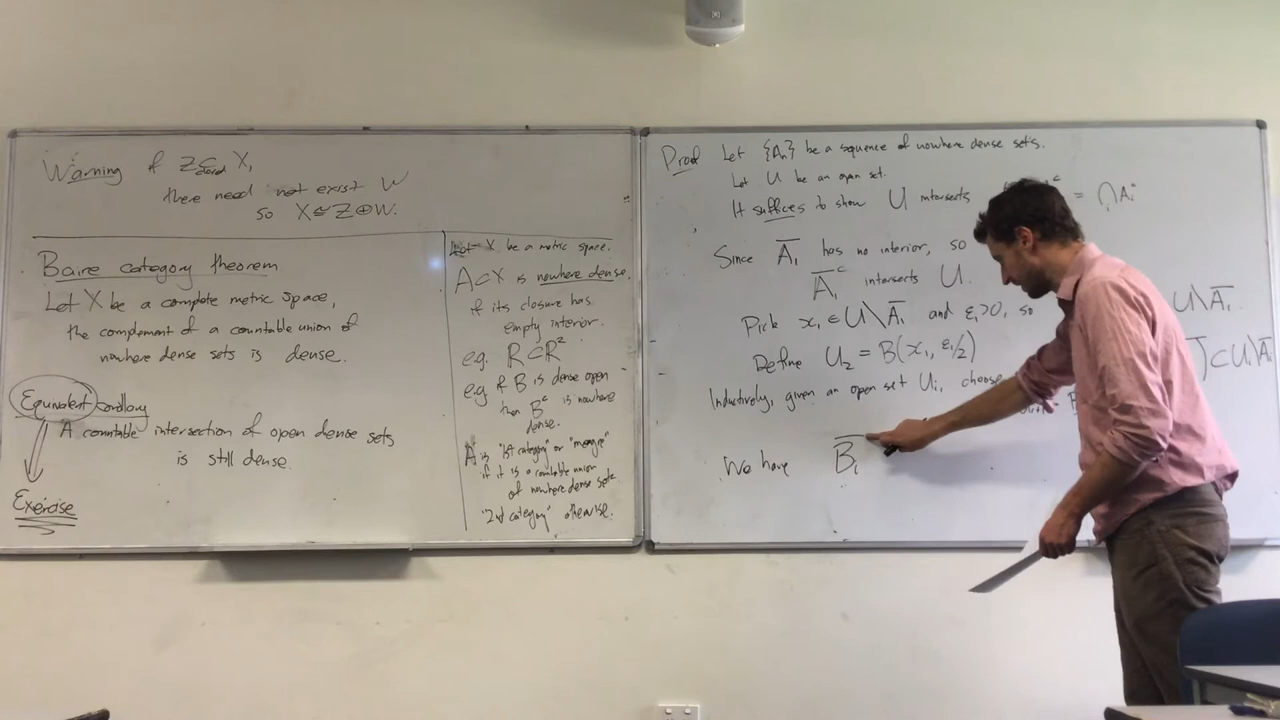 Warning if Z ⊂ X,
there need not exist W
so X ≅ Z ⊕ W.
Baire category theorem
Let X be a complete metric space,
the complement of a countable union of
nowhere dense sets is dense.
Equivalent corollary
A countable intersection of open dense sets
is still dense.
Exercise
Let X be a metric space.
A ⊂ X is nowhere dense
if its closure has
empty interior.
eg. R ⊂ R²
eg if B is dense open
then Bᶜ is nowhere
dense.
A is "1st category" or "meagre"
if it is a countable union
of nowhere dense sets
"2nd category" otherwise.
Proof Let {Aₙ} be a sequence of nowhere dense sets.
Let U be an open set.
It suffices to show U intersects = ⋂ Aᵢᶜ
Since A̅₁ has no interior, so
A̅₁ᶜ intersects U.
Pick x₁ ∈ U \ A̅₁ and ε₁>0, so U \ A̅₁.
Define U₂ = B(x₁, ε₁/2)
Inductively, given an open set Uᵢ, choose ⊂ Uᵢ \ A̅ᵢ
We have B̅ᵢ